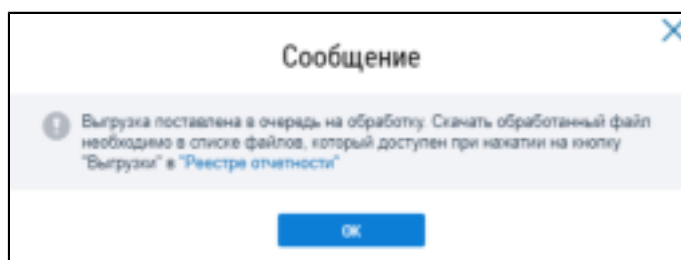 Сообщение
Выгрузка поставлена в очередь на обработку. Скачать обработанный файл
необходимо в списке файлов, который доступен при нажатии на кнопку
"Выгрузки" в "Реестре отчетности"
ОК